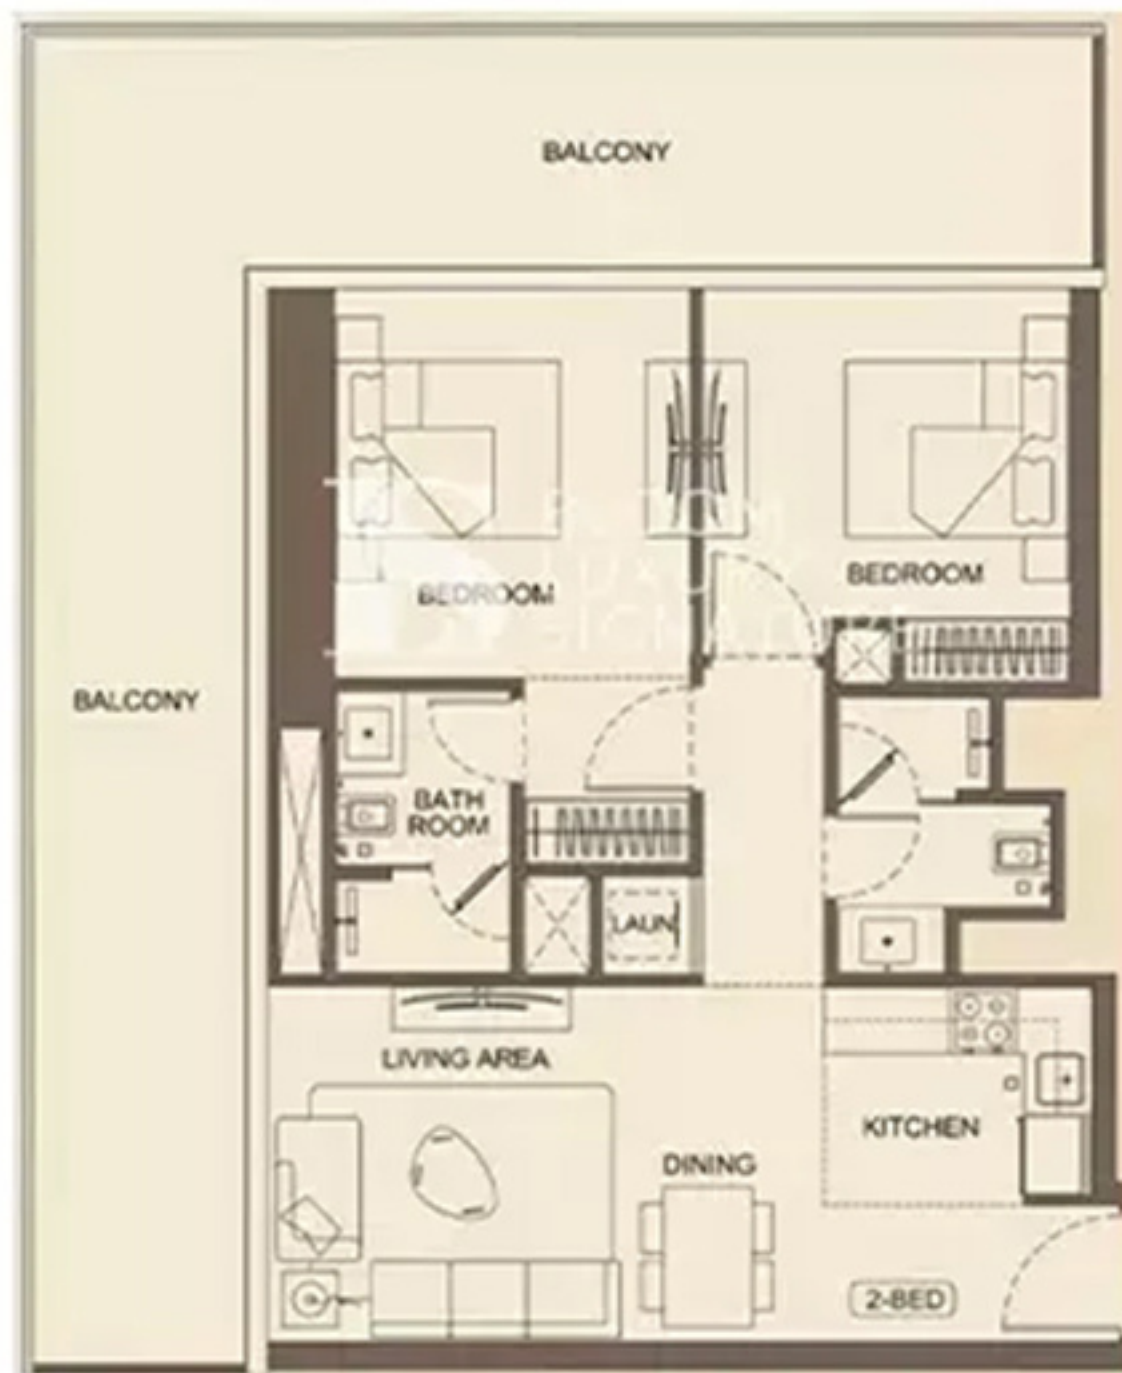 BALCONY
BEDROOM
BEDROOM
BALCONY
BATH
ROOM
LAUN
LIVING AREA
KITCHEN
DINING
2-BED